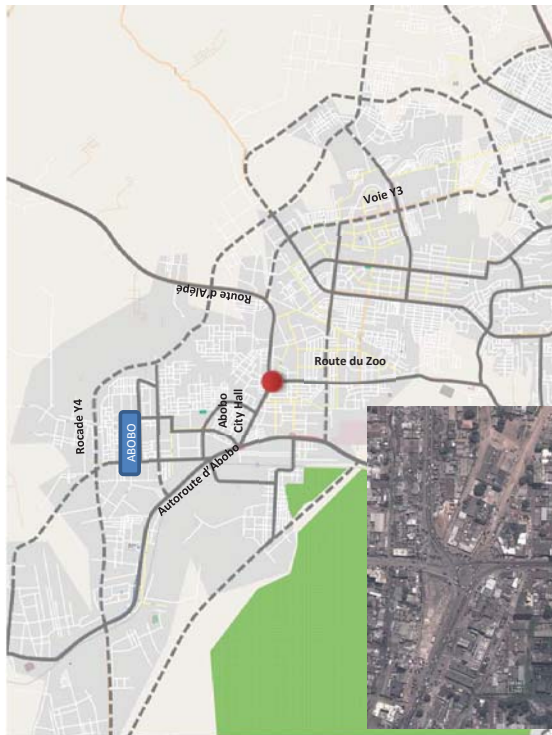 Voie Y3
Route d'Alépé
Route du Zoo
Abobo
City Hall
Rocade Y4
ABOBO
Autoroute d'Abobo